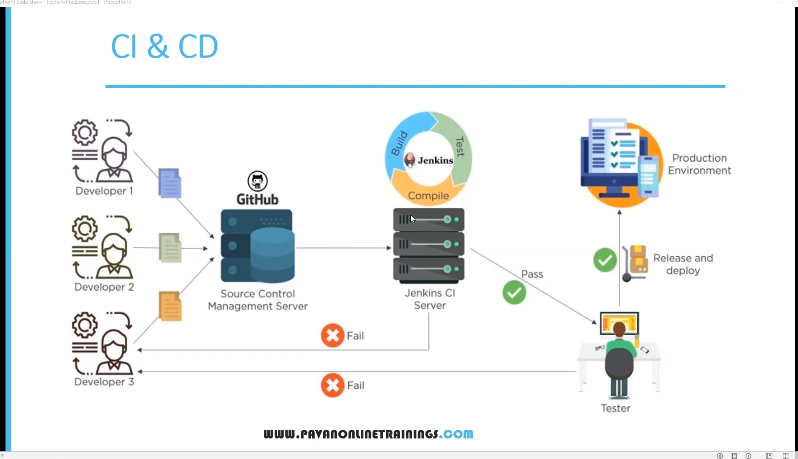 CI & CD
Developer 1
Developer 2
Developer 3
GitHub
Source Control
Management Server
Build
Test
Jenkins
Compile
Jenkins CI
Server
Pass
Fail
Fail
Production
Environment
Release and
deploy
Tester
WWW.PAVANONLINETRAININGS.COM